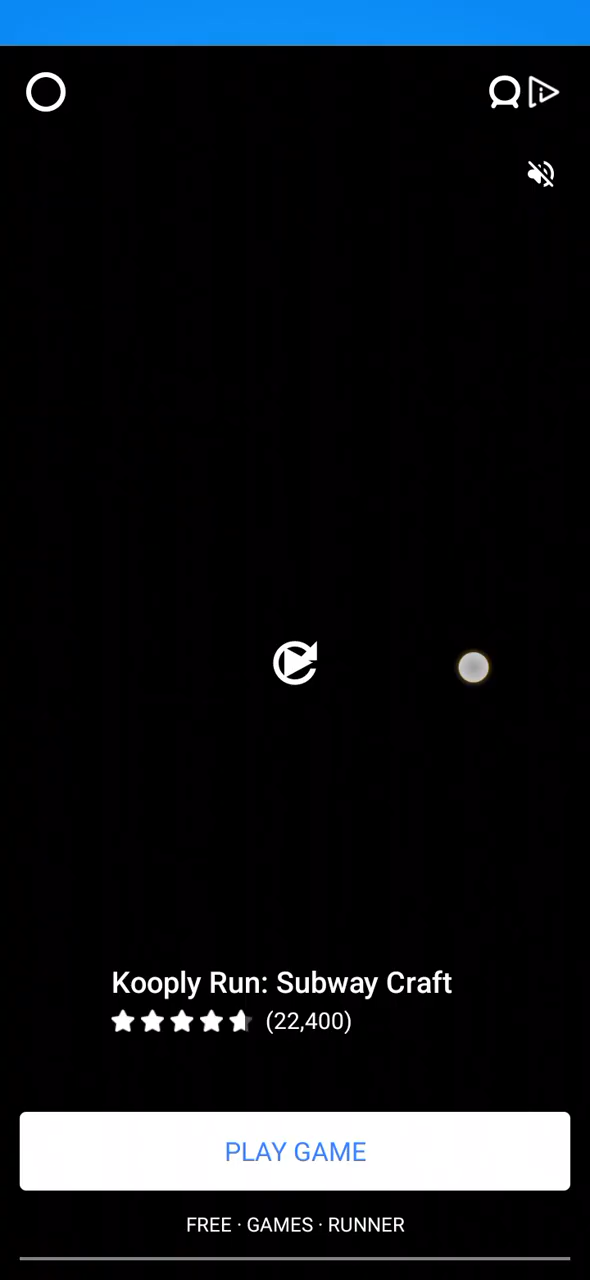 Kooply Run: Subway Craft
(22,400)
PLAY GAME
FREE · GAMES · RUNNER